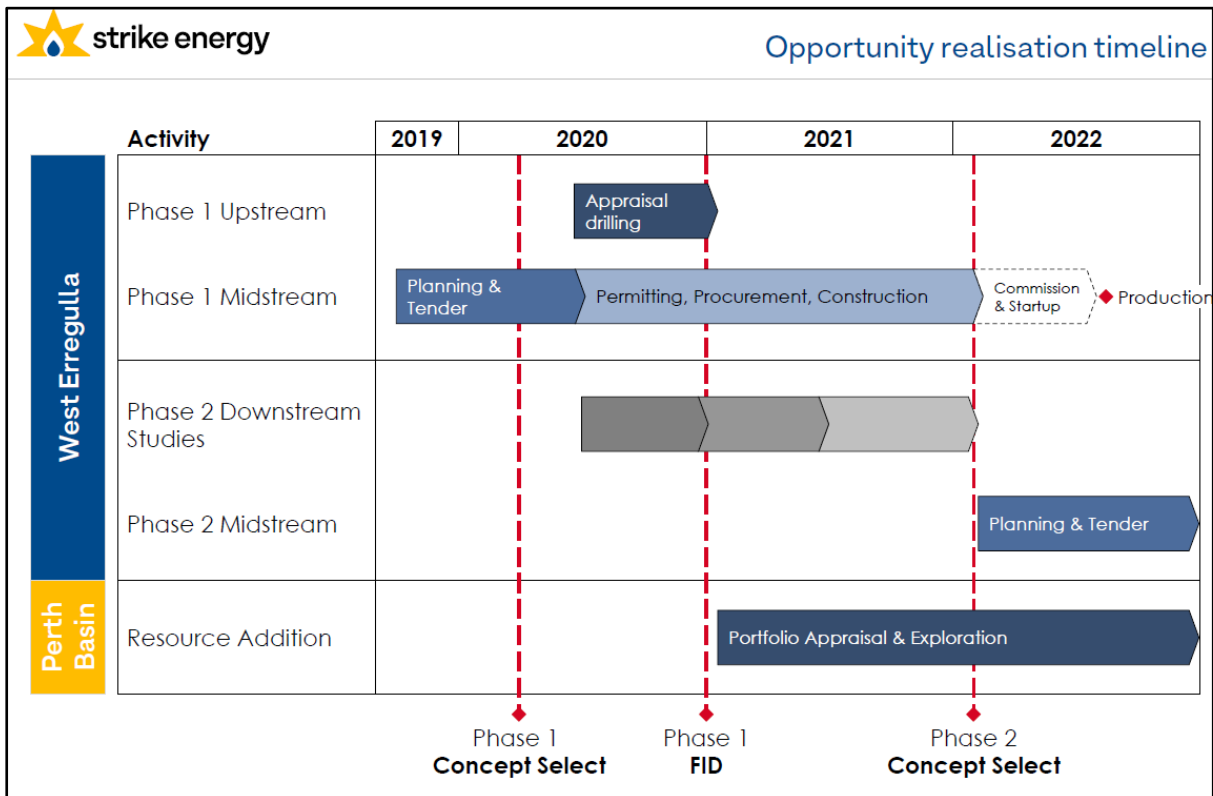 strike energy
Opportunity realisation timeline
Activity
2019
2020
2021
2022
West Erregulla
Phase 1 Upstream
Appraisal
drilling
Phase 1 Midstream
Planning &
Tender
Permitting, Procurement, Construction
Commission
& Startup
Production
Phase 2 Downstream
Studies
Phase 2 Midstream
Planning & Tender
Perth
Basin
Resource Addition
Portfolio Appraisal & Exploration
Phase 1
Concept Select
Phase 1
FID
Phase 2
Concept Select